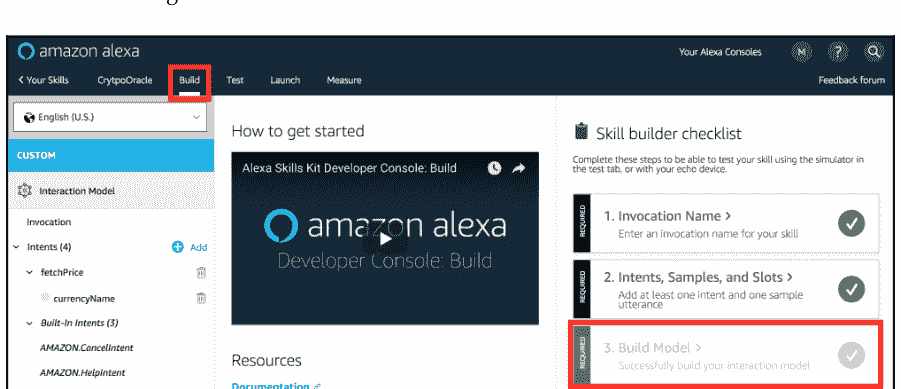 amazon alexa
Your Alexa Consoles M ?
< Your Skills CrytpoOracle Build Test Launch Measure Feedback forum
English (U.S.)
CUSTOM
Interaction Model
Invocation
Intents (4) Add
fetchPrice
currencyName
Built-In Intents (3)
AMAZON.CancelIntent
AMAZON.HelpIntent
How to get started
Alexa Skills Kit Developer Console: Build
amazon alexa
Developer Console: Build
Resources
Documentation
Skill builder checklist
Complete these steps to be able to test your skill using the simulator in
the test tab, or with your echo device.
REQUIRED
1. Invocation Name >
Enter an invocation name for your skill
REQUIRED
2. Intents, Samples, and Slots >
Add at least one intent and one sample
utterance
REQUIRED
3. Build Model >
Successfully build your interaction model